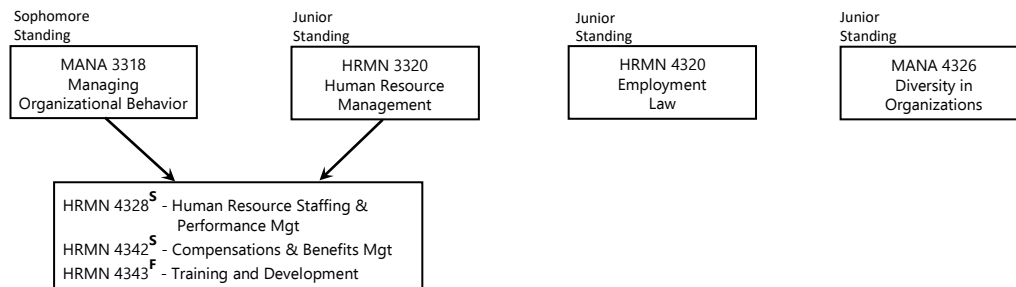 Sophomore
Standing
Junior
Standing
Junior
Standing
Junior
Standing
MANA 3318
Managing
Organizational Behavior
HRMN 3320
Human Resource
Management
HRMN 4320
Employment
Law
MANA 4326
Diversity in
Organizations
HRMN 4328S - Human Resource Staffing &
Performance Mgt
HRMN 4342S - Compensations & Benefits Mgt
HRMN 4343F - Training and Development